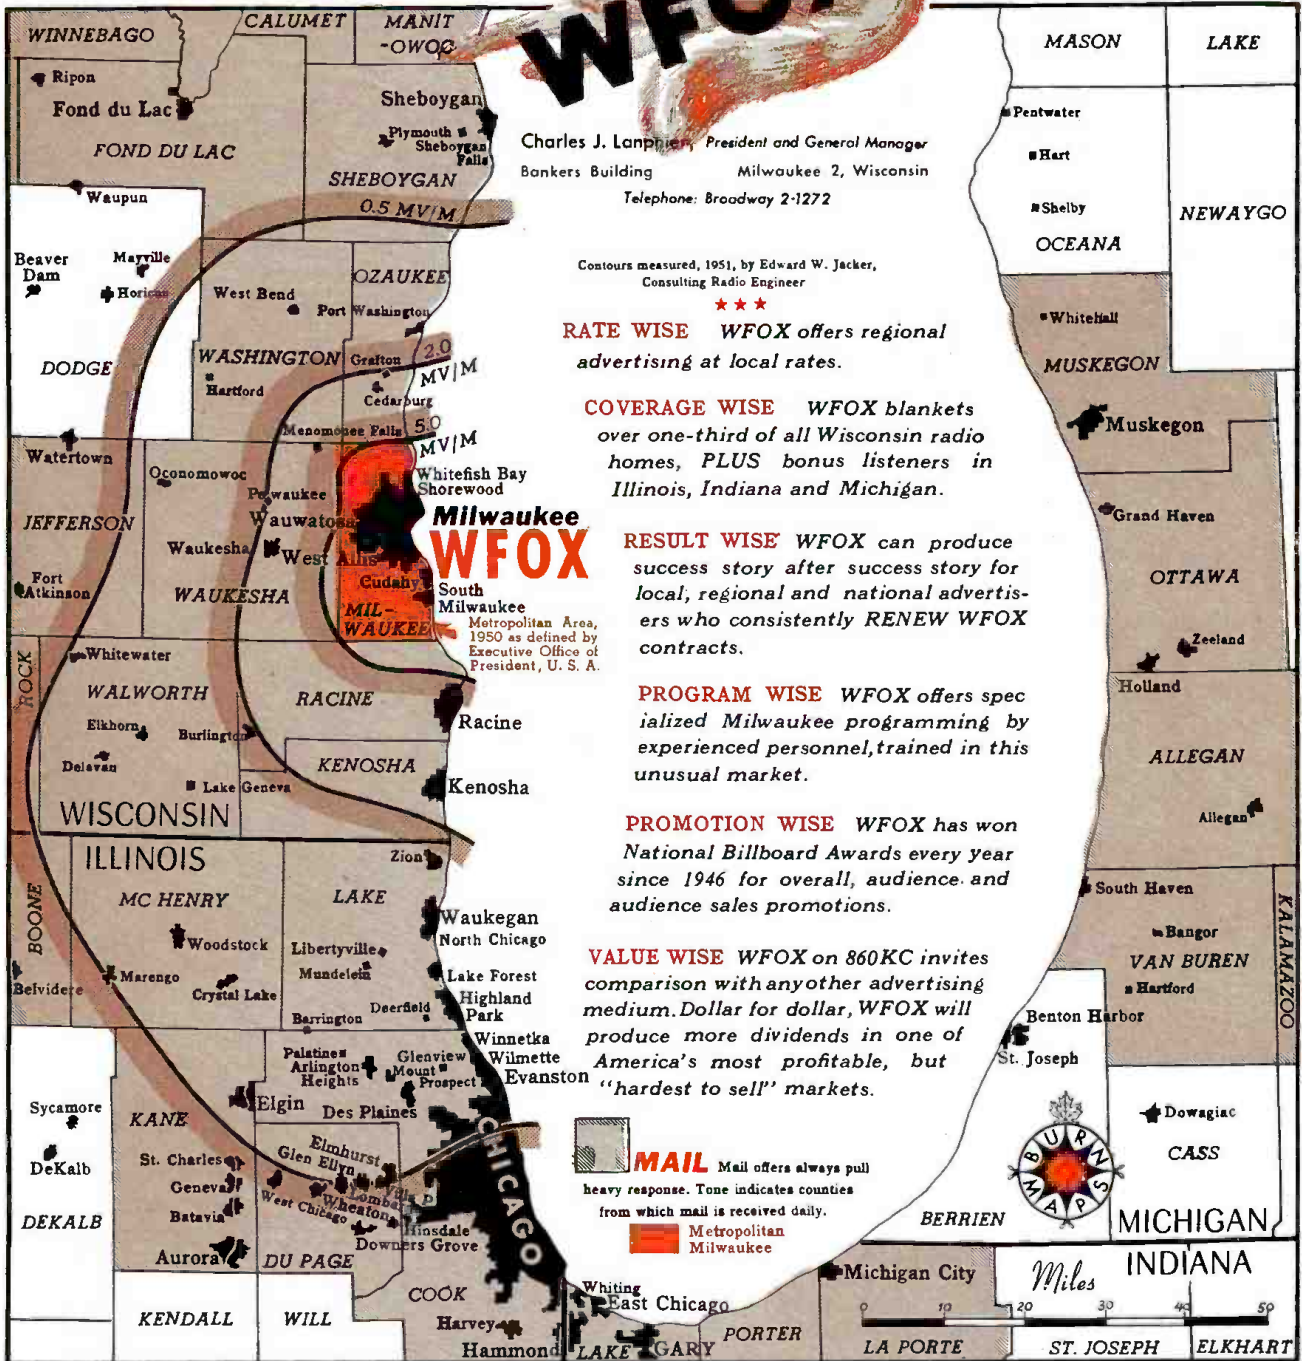 WFOX
Charles J. Lanphier, President and General Manager
Bankers Building Milwaukee 2, Wisconsin
Telephone: Broadway 2-1272
Contours measured, 1951, by Edward W. Jacker,
Consulting Radio Engineer
RATE WISE WFOX offers regional
advertising at local rates.
COVERAGE WISE WFOX blankets
over one-third of all Wisconsin radio
homes, PLUS bonus listeners in
Illinois, Indiana and Michigan.
RESULT WISE WFOX can produce
success story after success story for
local, regional and national advertis-
ers who consistently RENEW WFOX
contracts.
PROGRAM WISE WFOX offers spec
ialized Milwaukee programming by
experienced personnel, trained in this
unusual market.
PROMOTION WISE WFOX has won
National Billboard Awards every year
since 1946 for overall, audience and
audience sales promotions.
VALUE WISE WFOX on 860KC invites
comparison with any other advertising
medium. Dollar for dollar, WFOX will
produce more dividends in one of
America's most profitable, but
"hardest to sell" markets.
MAIL Mail offers always pull
heavy response. Tone indicates counties
from which mail is received daily.
Metropolitan
Milwaukee
WINNEBAGO
CALUMET
MANIT
-OWOC
Ripon
Fond du Lac
FOND DU LAC
Sheboygan
Plymouth
Sheboygan
Falls
SHEBOYGAN
0.5 MV/M
Waupun
Beaver
Dam
Mayville
Horicon
DODGE
West Bend
OZAUKEE
Port Washington
WASHINGTON
Grafton
2.0
MV/M
Hartford
Cedarburg
Menomonee Falls
5.0
MV/M
Watertown
Oconomowoc
Whitefish Bay
Shorewood
Pewaukee
Wauwatosa
Milwaukee
WFOX
JEFFERSON
Waukesha
West Allis
Cudahy
Fort
Atkinson
WAUKESHA
South
Milwaukee
MIL-
WAUKEE
Metropolitan Area,
1950 as defined by
Executive Office of
President, U. S. A.
ROCK
Whitewater
WALWORTH
RACINE
Racine
Elkhorn
Burlington
Delavan
KENOSHA
Lake Geneva
Kenosha
WISCONSIN
ILLINOIS
Zion
BOONE
MC HENRY
LAKE
Waukegan
North Chicago
Woodstock
Libertyville
Mundelein
Lake Forest
Belvidere
Marengo
Crystal Lake
Deerfield
Highland
Park
Barrington
Winnetka
Palatine
Arlington
Heights
Glenview
Mount
Prospect
Wilmette
Evanston
Sycamore
KANE
Elgin
Des Plaines
CHICAGO
DeKalb
St. Charles
Elmhurst
Glen Ellyn
Geneva
Villa P
Lombard
Wheaton
West Chicago
Batavia
Hinsdale
Downers Grove
DEKALB
Aurora
DU PAGE
COOK
KENDALL
WILL
Harvey
Hammond
Whiting
East Chicago
LAKE
GARY
PORTER
MASON
LAKE
Pentwater
Hart
Shelby
NEWAYGO
OCEANA
Whitehall
MUSKEGON
Muskegon
Grand Haven
OTTAWA
Zeeland
Holland
ALLEGAN
Allegan
South Haven
Bangor
VAN BUREN
Hartford
KALAMAZOO
Benton Harbor
St. Joseph
Dowagiac
CASS
BURN
MAPS
BERRIEN
MICHIGAN
INDIANA
Michigan City
Miles
0 10 20 30 40 50
LA PORTE
ST. JOSEPH
ELKHART